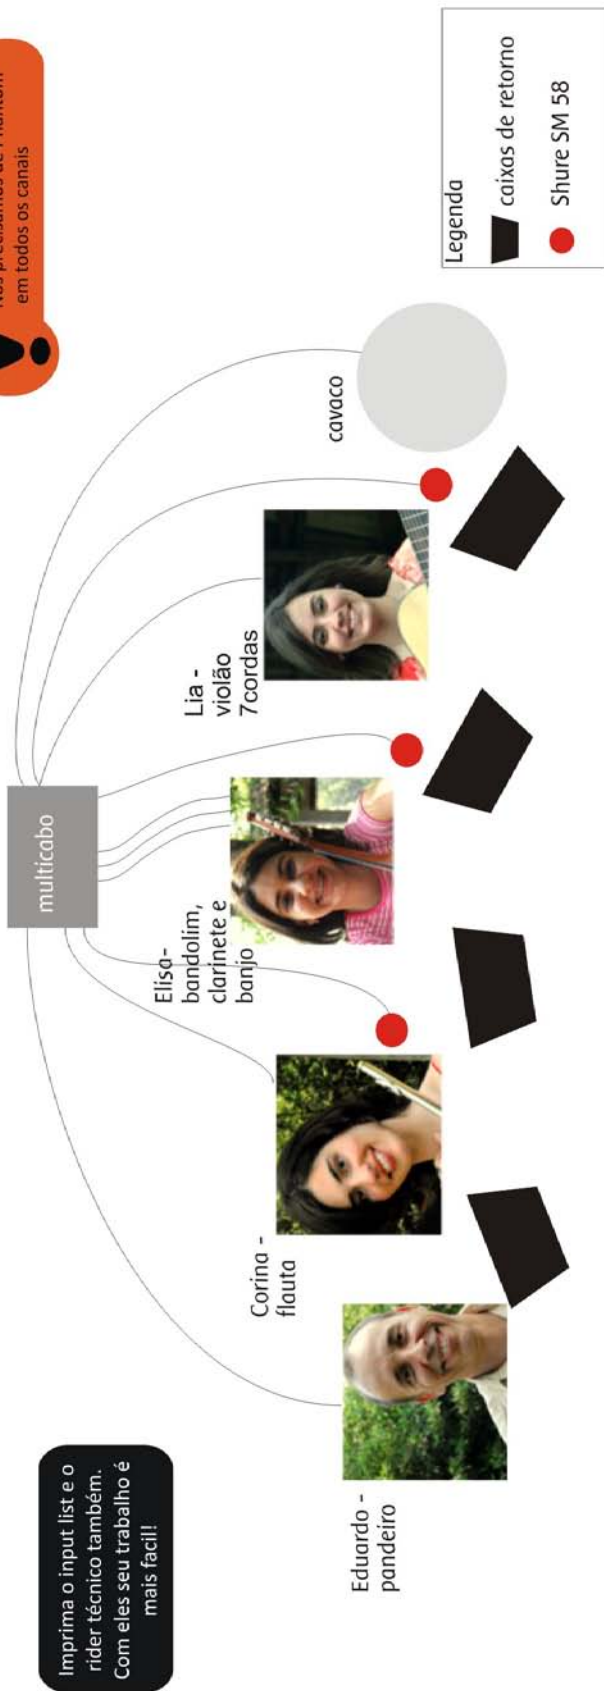 Imprima o input list e o
rider técnico também.
Com eles seu trabalho é
mais facil!
em todos os canais
multicabo
Eduardo -
pandeiro
Corina -
flauta
Elisa-
bandolim,
clarinete e
banjo
Lia -
violão
7cordas
cavaco
Legenda
caixas de retorno
Shure SM 58